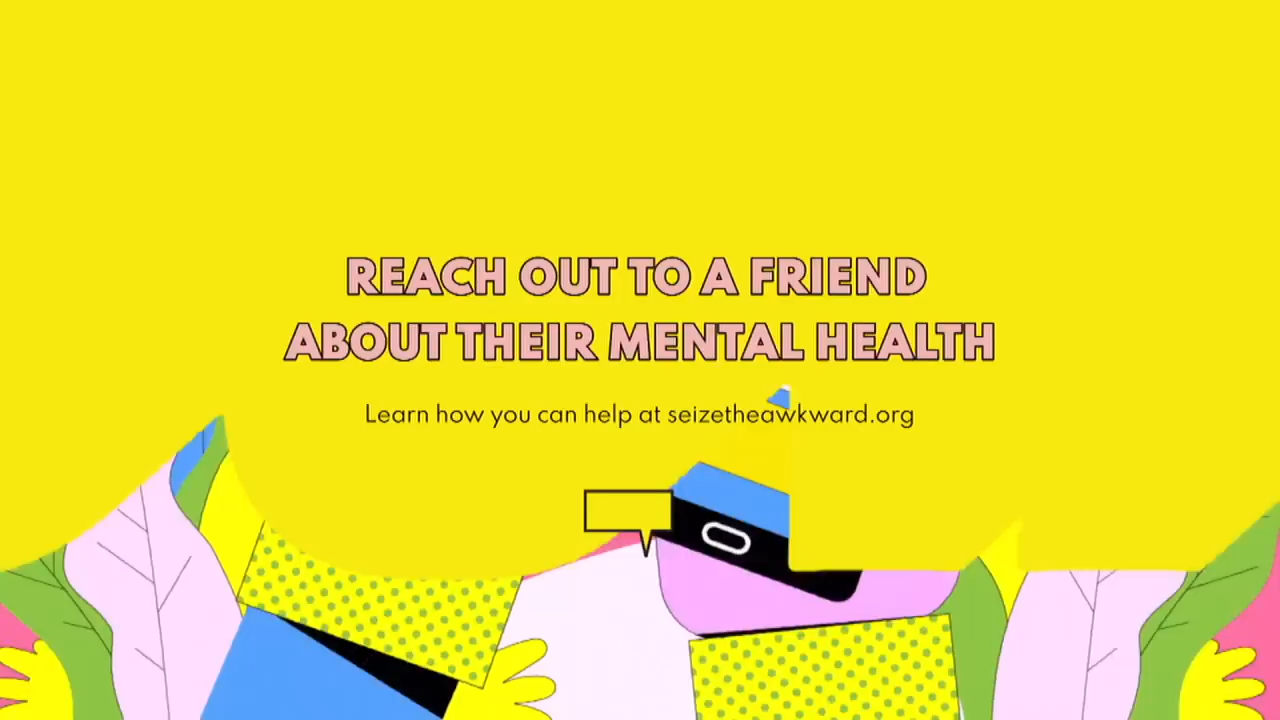 REACH OUT TO A FRIEND
ABOUT THEIR MENTAL HEALTH
Learn how you can help at seizetheawkward.org